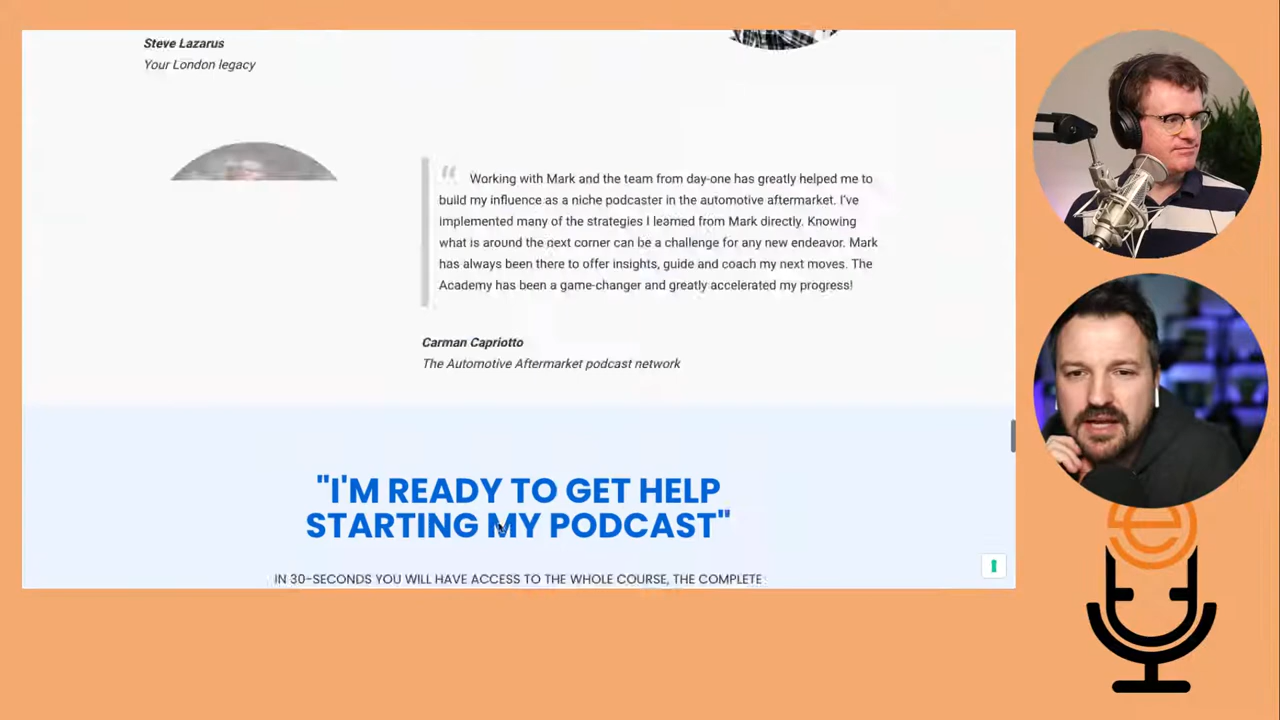 Steve Lazarus
Your London legacy
“ Working with Mark and the team from day-one has greatly helped me to
build my influence as a niche podcaster in the automotive aftermarket. I've
implemented many of the strategies I learned from Mark directly. Knowing
what is around the next corner can be a challenge for any new endeavor. Mark
has always been there to offer insights, guide and coach my next moves. The
Academy has been a game-changer and greatly accelerated my progress!
Carman Capriotto
The Automotive Aftermarket podcast network
"I'M READY TO GET HELP
STARTING MY PODCAST"
IN 30-SECONDS YOU WILL HAVE ACCESS TO THE WHOLE COURSE, THE COMPLETE